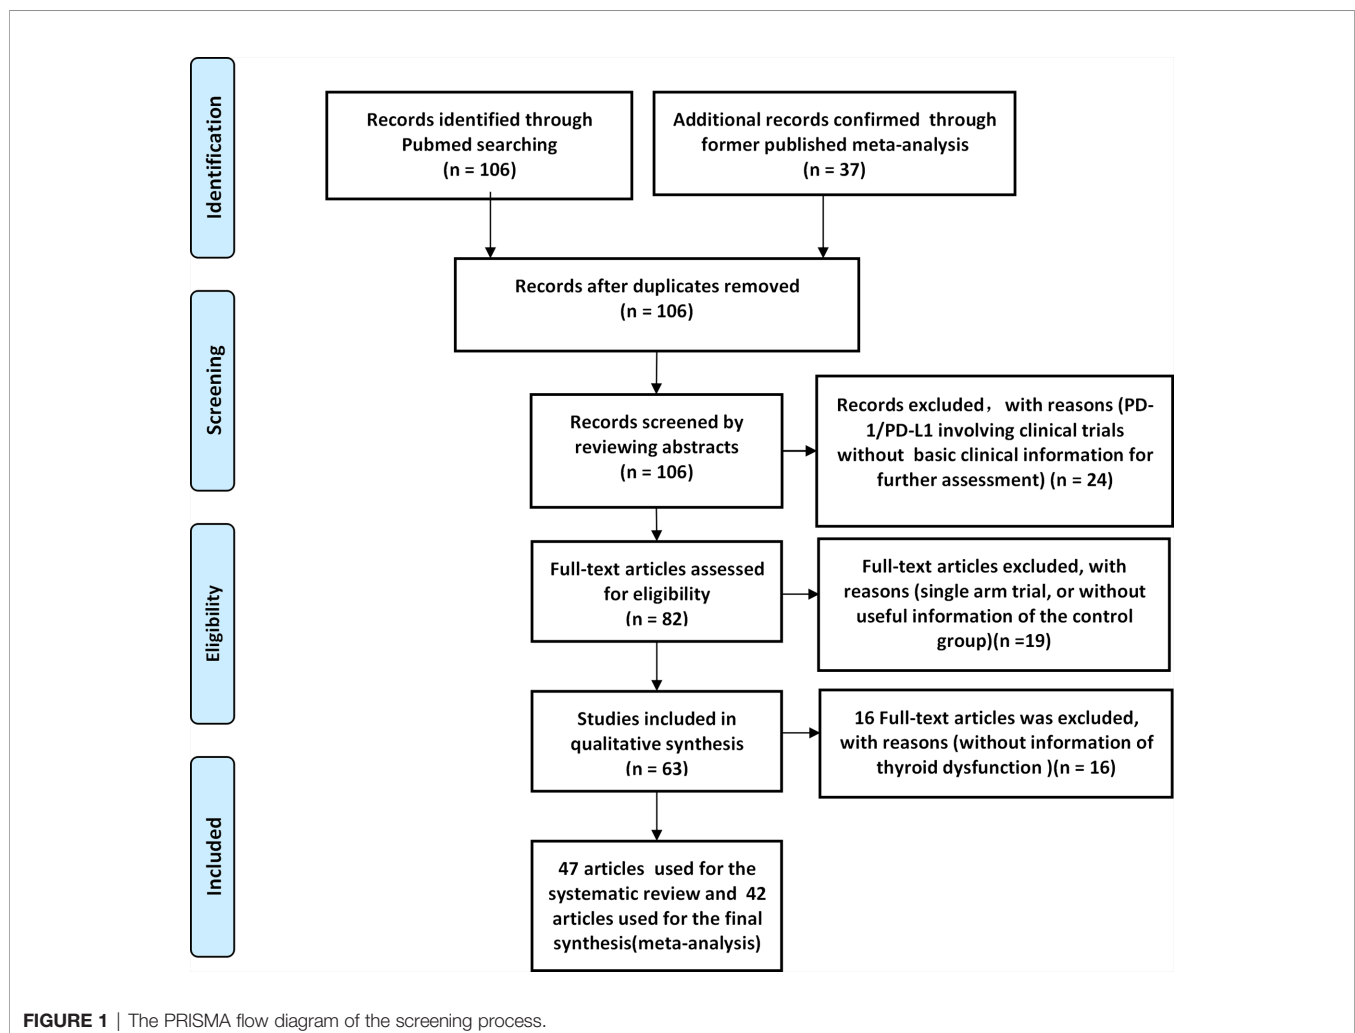 Identification
Records identified through
Pubmed searching
(n = 106)
Additional records confirmed  through
former published meta-analysis
(n = 37)
Records after duplicates removed
(n = 106)
Screening
Records screened by
reviewing abstracts
(n = 106)
Records excluded，with reasons (PD-
1/PD-L1 involving clinical trials
without  basic clinical information for
further assessment) (n = 24)
Eligibility
Full-text articles assessed
for eligibility
(n = 82)
Full-text articles excluded, with
reasons (single arm trial, or without
useful information of the control
group)(n =19)
Studies included in
qualitative synthesis
(n = 63)
16 Full-text articles was excluded,
with reasons (without information of
thyroid dysfunction )(n = 16)
Included
47 articles  used for the
systematic review and  42
articles used for the final
synthesis(meta-analysis)
FIGURE 1 | The PRISMA flow diagram of the screening process.